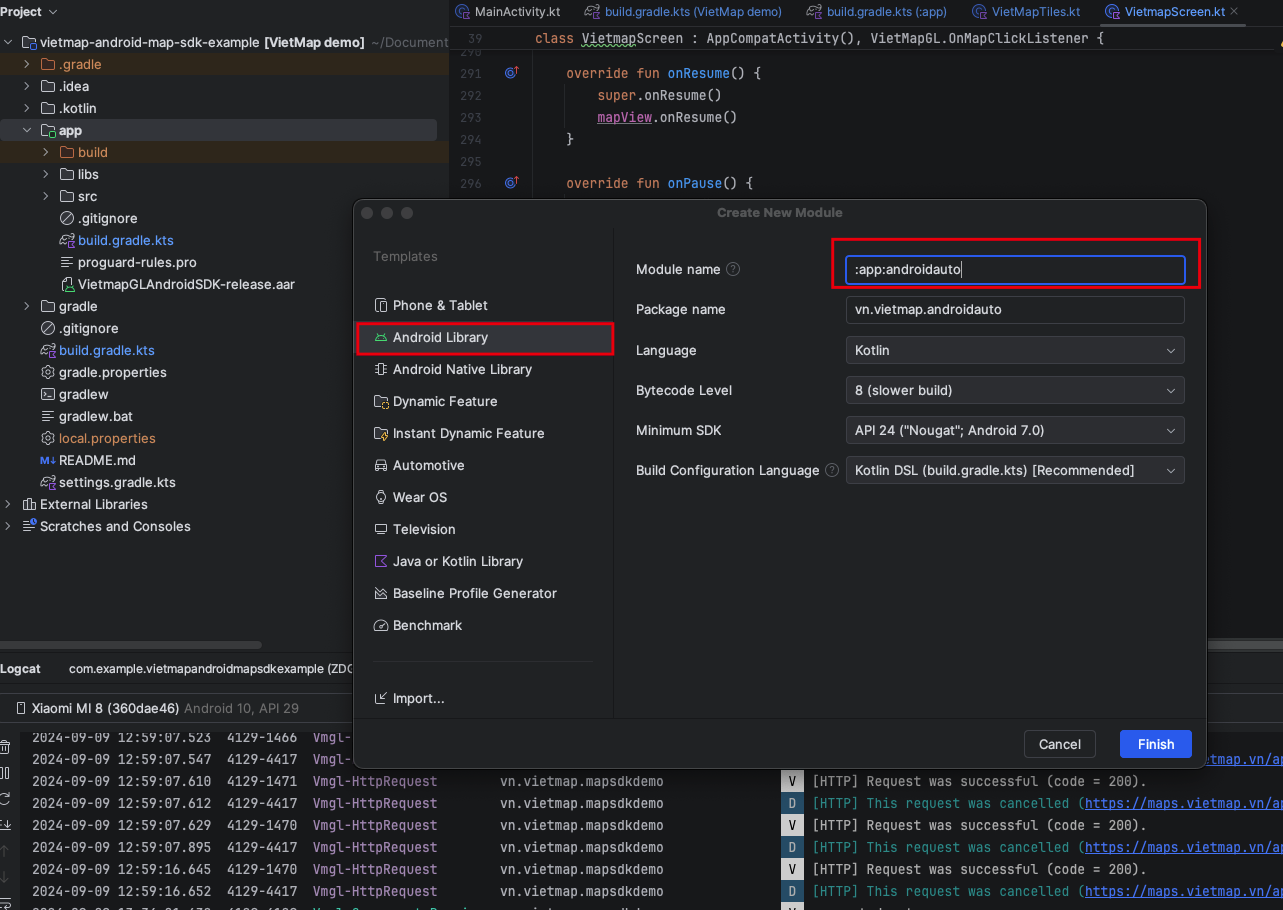 Project
MainActivity.kt
build.gradle.kts (VietMap demo)
build.gradle.kts (:app)
VietMapTiles.kt
VietmapScreen.kt
vietmap-android-map-sdk-example [VietMap demo] ~/Document
.gradle
.idea
.kotlin
app
build
libs
src
.gitignore
build.gradle.kts
proguard-rules.pro
VietmapGLAndroidSDK-release.aar
gradle
.gitignore
build.gradle.kts
gradle.properties
gradlew
gradlew.bat
local.properties
M↓ README.md
settings.gradle.kts
External Libraries
Scratches and Consoles
39 class VietmapScreen : AppCompatActivity(), VietMapGL.OnMapClickListener {
290
291 override fun onResume() {
292 super.onResume()
293 mapView.onResume()
294 }
295
296 override fun onPause() {
Create New Module
Templates
Phone & Tablet
Android Library
Android Native Library
Dynamic Feature
Instant Dynamic Feature
Automotive
Wear OS
Television
Java or Kotlin Library
Baseline Profile Generator
Benchmark
Import...
Module name ? :app:androidauto
Package name vn.vietmap.androidauto
Language Kotlin
Bytecode Level 8 (slower build)
Minimum SDK API 24 ("Nougat"; Android 7.0)
Build Configuration Language ? Kotlin DSL (build.gradle.kts) [Recommended]
Cancel
Finish
Logcat com.example.vietmapandroidmapsdkexample (ZDC
Xiaomi MI 8 (360dae46) Android 10, API 29
2024-09-09 12:59:07.523 4129-1466 Vmgl-
2024-09-09 12:59:07.547 4129-4417 Vmgl- etmap.vn/ap
2024-09-09 12:59:07.610 4129-1471 Vmgl-HttpRequest vn.vietmap.mapsdkdemo V [HTTP] Request was successful (code = 200).
2024-09-09 12:59:07.612 4129-4417 Vmgl-HttpRequest vn.vietmap.mapsdkdemo D [HTTP] This request was cancelled (https://maps.vietmap.vn/ap
2024-09-09 12:59:07.629 4129-1470 Vmgl-HttpRequest vn.vietmap.mapsdkdemo V [HTTP] Request was successful (code = 200).
2024-09-09 12:59:07.895 4129-4417 Vmgl-HttpRequest vn.vietmap.mapsdkdemo D [HTTP] This request was cancelled (https://maps.vietmap.vn/ap
2024-09-09 12:59:16.645 4129-1470 Vmgl-HttpRequest vn.vietmap.mapsdkdemo V [HTTP] Request was successful (code = 200).
2024-09-09 12:59:16.652 4129-4417 Vmgl-HttpRequest vn.vietmap.mapsdkdemo D [HTTP] This request was cancelled (https://maps.vietmap.vn/ap